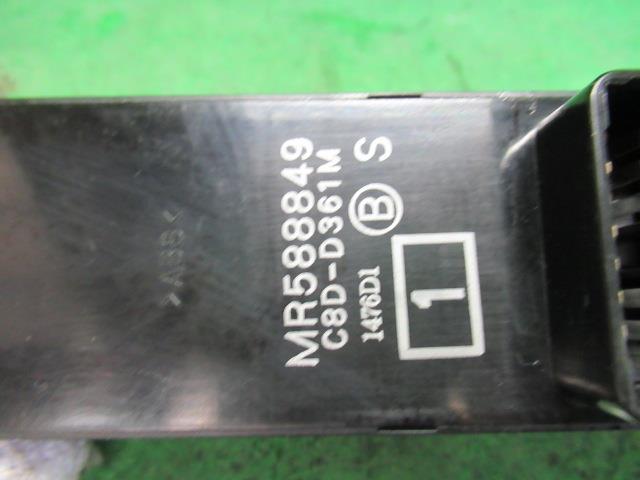 MR588849
C8D-D361M
1476D1
B S
1
>ABS<